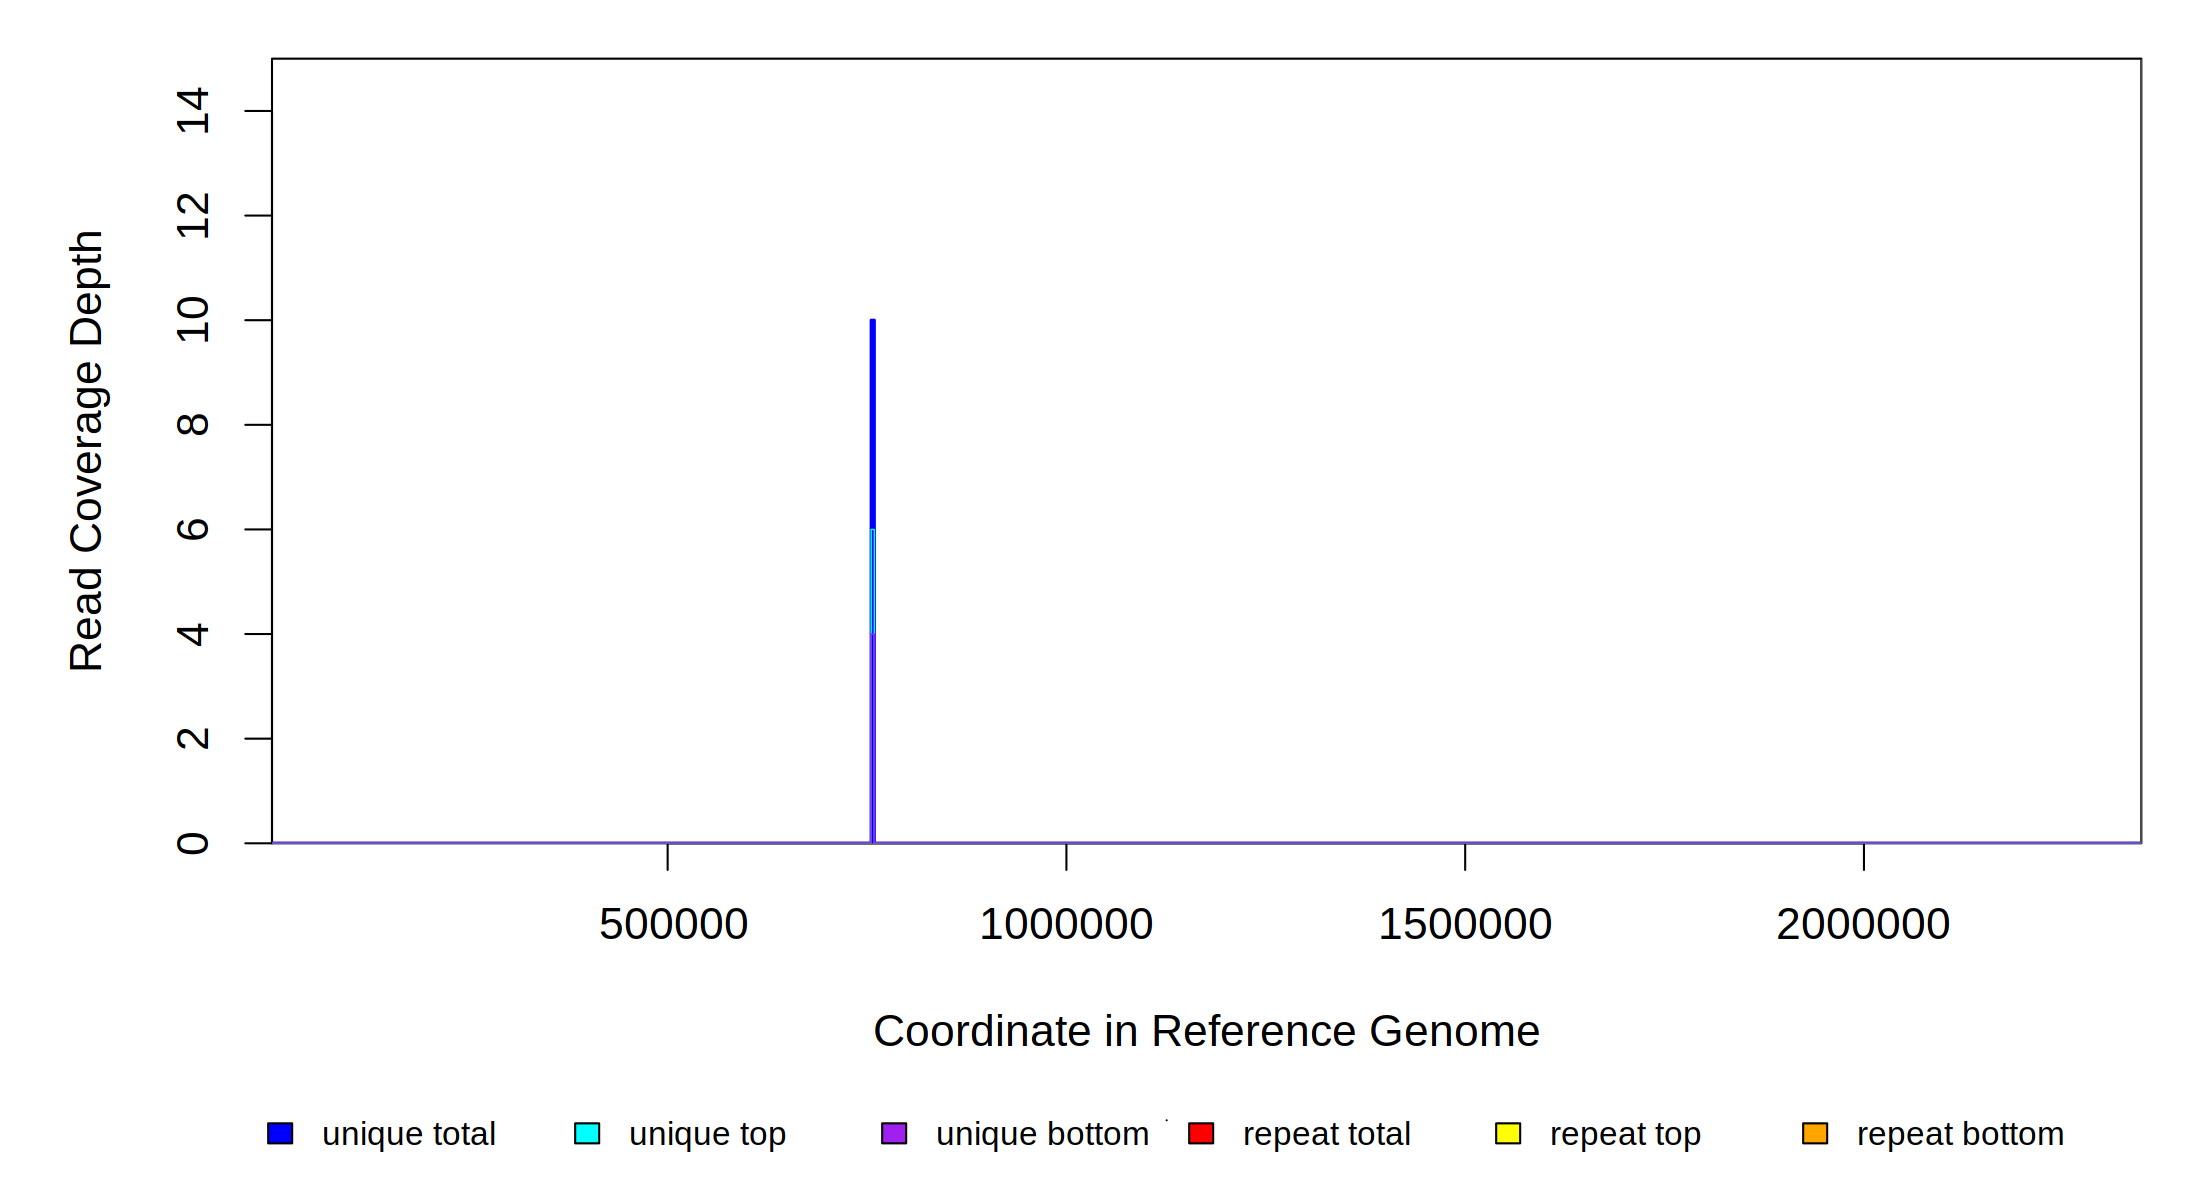 14
12
10
8
6
4
2
0
Read Coverage Depth
500000 1000000 1500000 2000000
Coordinate in Reference Genome
unique total unique top unique bottom repeat total repeat top repeat bottom